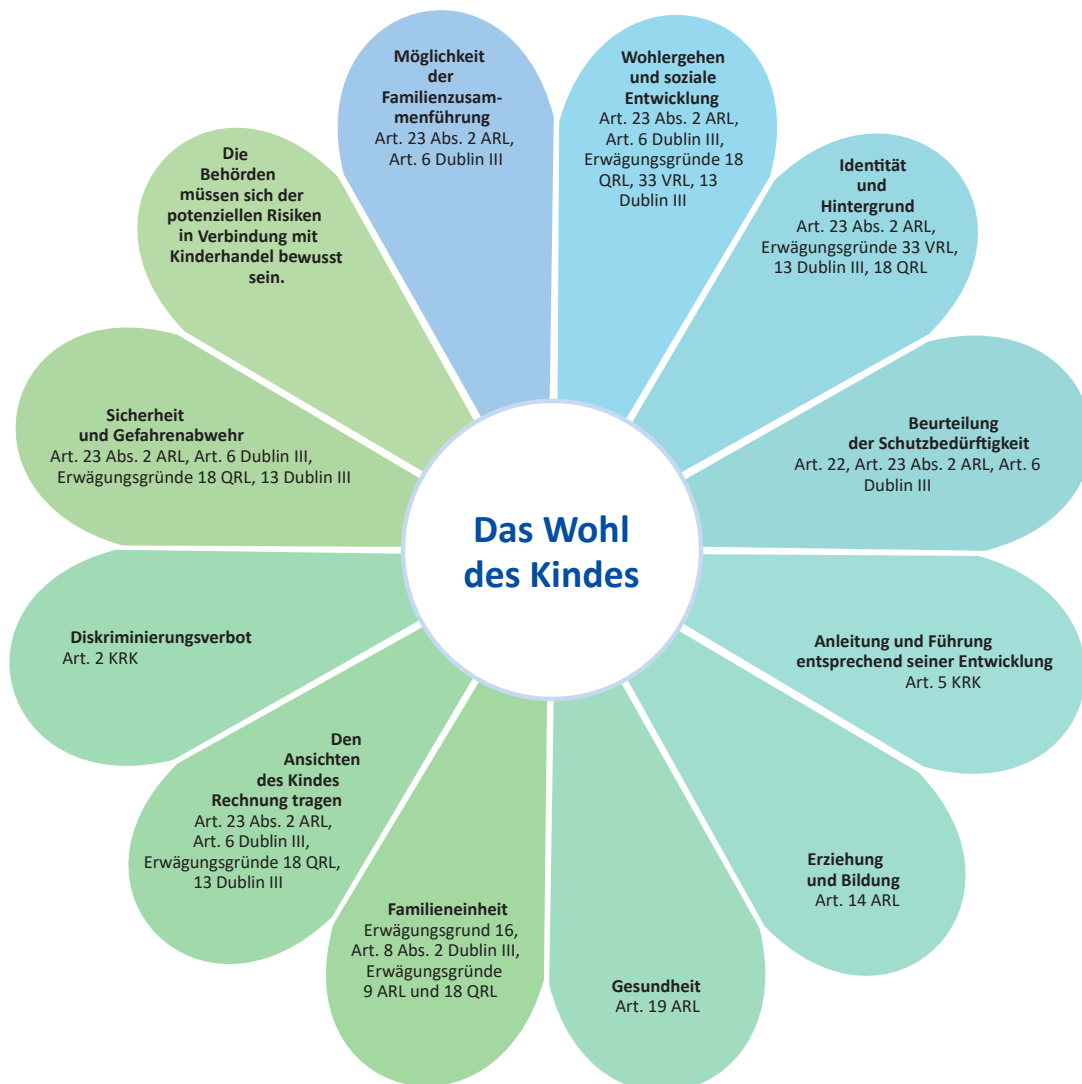 Möglichkeit
der
Familienzusam-
menführung
Art. 23 Abs. 2 ARL,
Art. 6 Dublin III
Wohlergehen
und soziale
Entwicklung
Art. 23 Abs. 2 ARL,
Art. 6 Dublin III,
Erwägungsgründe 18
QRL, 33 VRL, 13
Dublin III
Identität
und
Hintergrund
Art. 23 Abs. 2 ARL,
Erwägungsgründe 33 VRL,
13 Dublin III, 18 QRL
Beurteilung
der Schutzbedürftigkeit
Art. 22, Art. 23 Abs. 2 ARL, Art. 6
Dublin III
Anleitung und Führung
entsprechend seiner Entwicklung
Art. 5 KRK
Erziehung
und Bildung
Art. 14 ARL
Gesundheit
Art. 19 ARL
Familieneinheit
Erwägungsgrund 16,
Art. 8 Abs. 2 Dublin III,
Erwägungsgründe
9 ARL und 18 QRL
Den
Ansichten
des Kindes
Rechnung tragen
Art. 23 Abs. 2 ARL,
Art. 6 Dublin III,
Erwägungsgründe 18 QRL,
13 Dublin III
Diskriminierungsverbot
Art. 2 KRK
Sicherheit
und Gefahrenabwehr
Art. 23 Abs. 2 ARL, Art. 6 Dublin III,
Erwägungsgründe 18 QRL, 13 Dublin III
Die
Behörden
müssen sich der
potenziellen Risiken
in Verbindung mit
Kinderhandel bewusst
sein.
Das Wohl
des Kindes